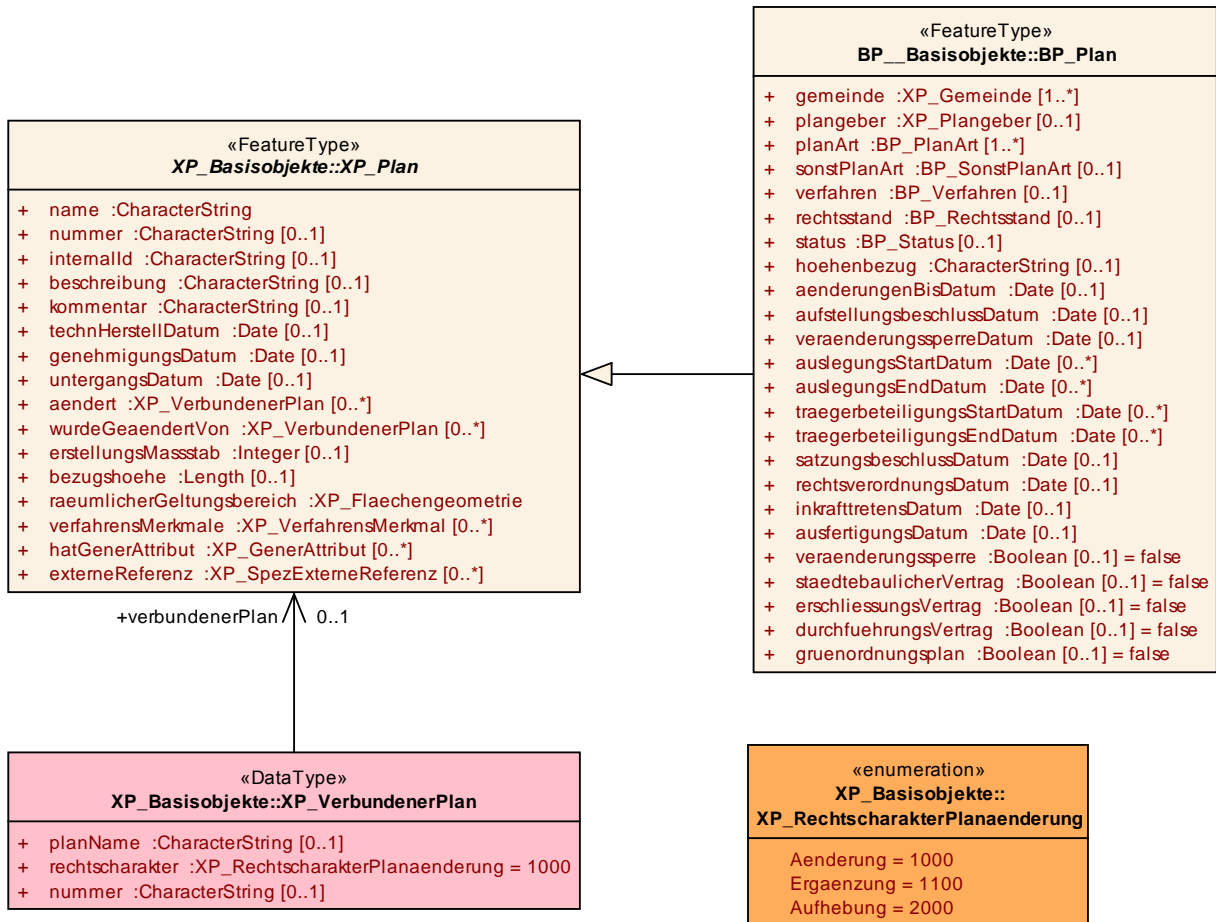 «FeatureType»
BP__Basisobjekte::BP_Plan
+ gemeinde :XP_Gemeinde [1..*]
+ plangeber :XP_Plangeber [0..1]
+ planArt :BP_PlanArt [1..*]
+ sonstPlanArt :BP_SonstPlanArt [0..1]
+ verfahren :BP_Verfahren [0..1]
+ rechtsstand :BP_Rechtsstand [0..1]
+ status :BP_Status [0..1]
+ hoehenbezug :CharacterString [0..1]
+ aenderungenBisDatum :Date [0..1]
+ aufstellungsbeschlussDatum :Date [0..1]
+ veraenderungssperreDatum :Date [0..1]
+ auslegungsStartDatum :Date [0..*]
+ auslegungsEndDatum :Date [0..*]
+ traegerbeteiligungsStartDatum :Date [0..*]
+ traegerbeteiligungsEndDatum :Date [0..*]
+ satzungsbeschlussDatum :Date [0..1]
+ rechtsverordnungsDatum :Date [0..1]
+ inkrafttretensDatum :Date [0..1]
+ ausfertigungsDatum :Date [0..1]
+ veraenderungssperre :Boolean [0..1] = false
+ staedtebaulicherVertrag :Boolean [0..1] = false
+ erschliessungsVertrag :Boolean [0..1] = false
+ durchfuehrungsVertrag :Boolean [0..1] = false
+ gruenordnungsplan :Boolean [0..1] = false
«FeatureType»
XP_Basisobjekte::XP_Plan
+ name :CharacterString
+ nummer :CharacterString [0..1]
+ internalId :CharacterString [0..1]
+ beschreibung :CharacterString [0..1]
+ kommentar :CharacterString [0..1]
+ technHerstellDatum :Date [0..1]
+ genehmigungsDatum :Date [0..1]
+ untergangsDatum :Date [0..1]
+ aendert :XP_VerbundenerPlan [0..*]
+ wurdeGeaendertVon :XP_VerbundenerPlan [0..*]
+ erstellungsMassstab :Integer [0..1]
+ bezugshoehe :Length [0..1]
+ raeumlicherGeltungsbereich :XP_Flaechengeometrie
+ verfahrensMerkmale :XP_VerfahrensMerkmal [0..*]
+ hatGenerAttribut :XP_GenerAttribut [0..*]
+ externeReferenz :XP_SpezExterneReferenz [0..*]
+verbundenerPlan 0..1
«DataType»
XP_Basisobjekte::XP_VerbundenerPlan
+ planName :CharacterString [0..1]
+ rechtscharakter :XP_RechtscharakterPlanaenderung = 1000
+ nummer :CharacterString [0..1]
«enumeration»
XP_Basisobjekte::
XP_RechtscharakterPlanaenderung
Aenderung = 1000
Ergaenzung = 1100
Aufhebung = 2000